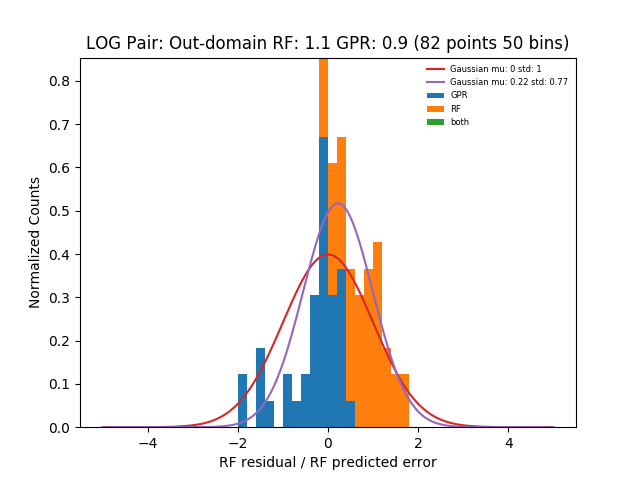 LOG Pair: Out-domain RF: 1.1 GPR: 0.9 (82 points 50 bins)
Gaussian mu: 0 std: 1
Gaussian mu: 0.22 std: 0.77
GPR
RF
both
Normalized Counts
0.8
0.7
0.6
0.5
0.4
0.3
0.2
0.1
0.0
−4
−2
0
2
4
RF residual / RF predicted error